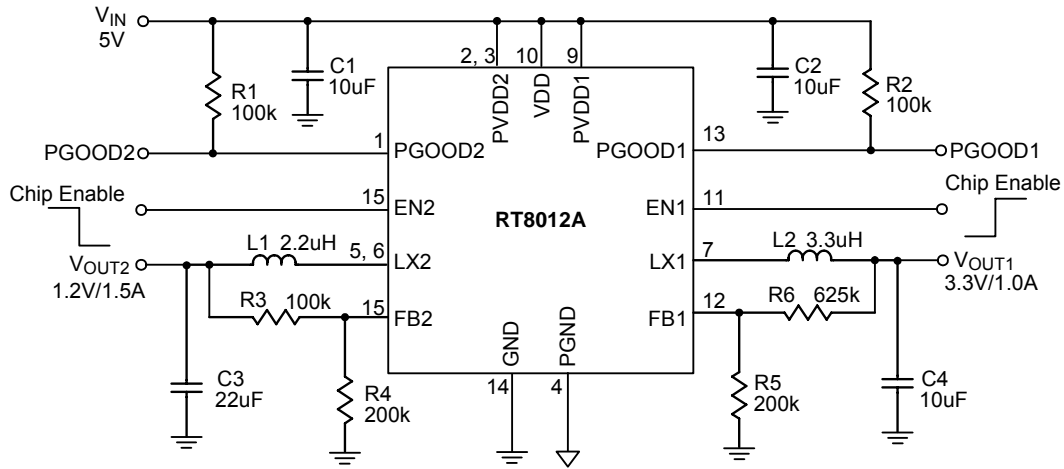 VIN
5V
2, 3
10
9
C1
10uF
C2
10uF
R1
100k
R2
100k
PVDD2
VDD
PVDD1
1
13
PGOOD2
PGOOD2
PGOOD1
PGOOD1
Chip Enable
Chip Enable
15
EN2
RT8012A
EN1
11
VOUT2
1.2V/1.5A
L1 2.2uH
5, 6
LX2
LX1
7
L2 3.3uH
VOUT1
3.3V/1.0A
R3 100k
15
FB2
FB1
12
R6 625k
GND
PGND
C3
22uF
R4
200k
14
4
R5
200k
C4
10uF